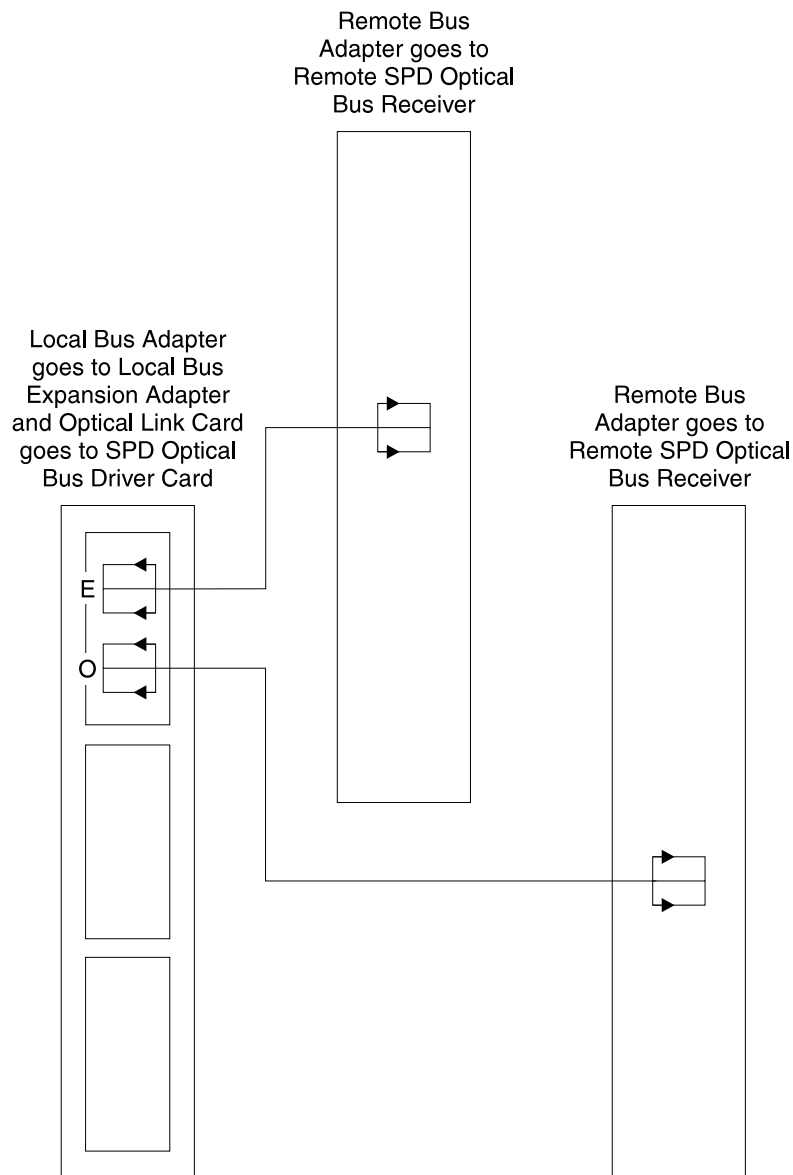 Remote Bus
Adapter goes to
Remote SPD Optical
Bus Receiver
Local Bus Adapter
goes to Local Bus
Expansion Adapter
and Optical Link Card
goes to SPD Optical
Bus Driver Card
Remote Bus
Adapter goes to
Remote SPD Optical
Bus Receiver
E
O